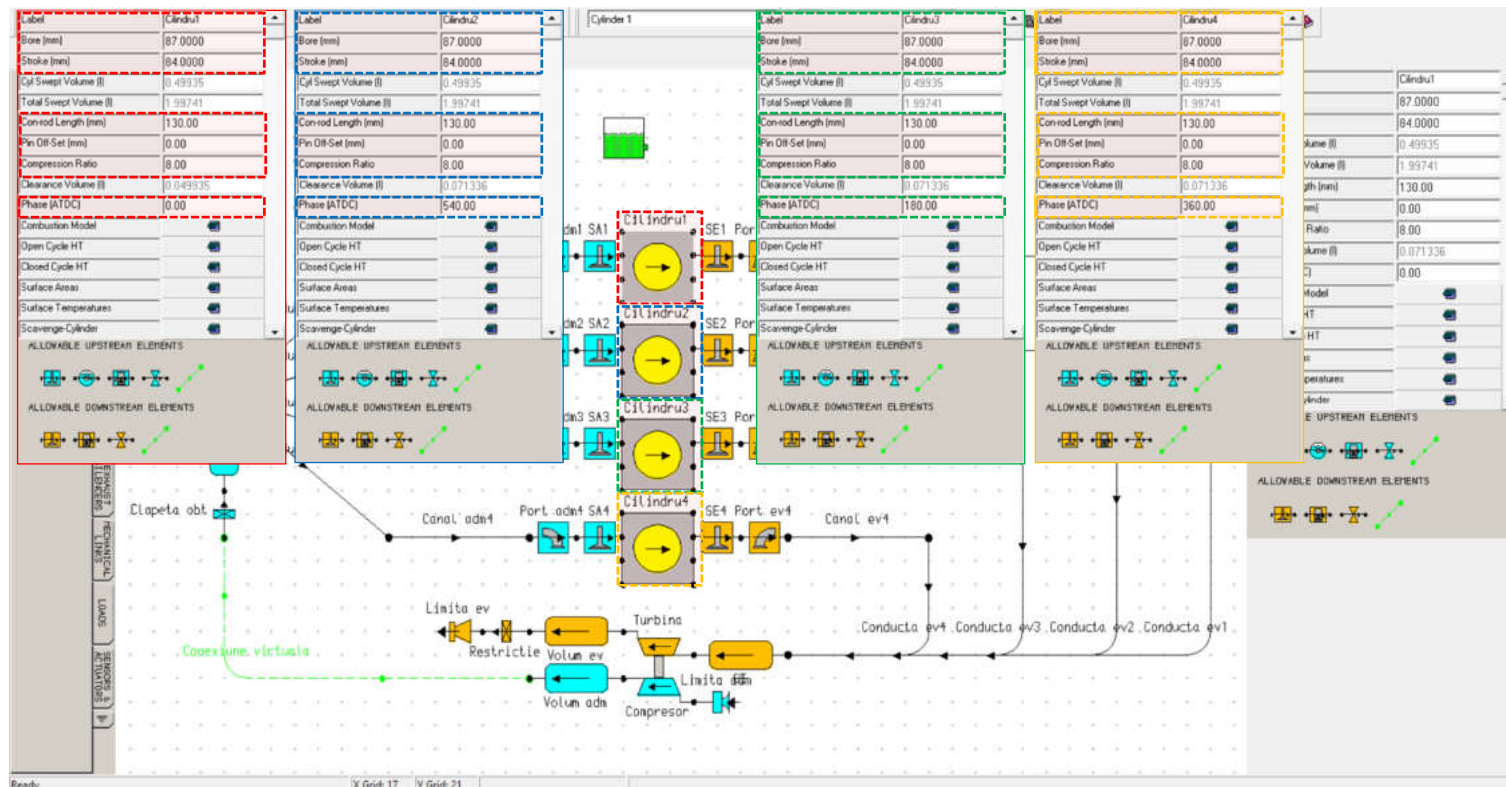 Label Cilindru1
Bore (mm) 87.0000
Stroke (mm) 84.0000
Cyl Swept Volume (l) 0.49935
Total Swept Volume (l) 1.99741
Con-rod Length (mm) 130.00
Pin Off-Set (mm) 0.00
Compression Ratio 8.00
Clearance Volume (l) 0.049935
Phase (ATDC) 0.00
Combustion Model
Open Cycle HT
Closed Cycle HT
Surface Areas
Surface Temperatures
Scavenge-Cylinder
ALLOWABLE UPSTREAM ELEMENTS
ALLOWABLE DOWNSTREAM ELEMENTS
Label Cilindru2
Bore (mm) 87.0000
Stroke (mm) 84.0000
Cyl Swept Volume (l) 0.49935
Total Swept Volume (l) 1.99741
Con-rod Length (mm) 130.00
Pin Off-Set (mm) 0.00
Compression Ratio 8.00
Clearance Volume (l) 0.071336
Phase (ATDC) 540.00
Combustion Model
Open Cycle HT
Closed Cycle HT
Surface Areas
Surface Temperatures
Scavenge-Cylinder
ALLOWABLE UPSTREAM ELEMENTS
ALLOWABLE DOWNSTREAM ELEMENTS
Cylinder 1
Label Cilindru3
Bore (mm) 87.0000
Stroke (mm) 84.0000
Cyl Swept Volume (l) 0.49935
Total Swept Volume (l) 1.99741
Con-rod Length (mm) 130.00
Pin Off-Set (mm) 0.00
Compression Ratio 8.00
Clearance Volume (l) 0.071336
Phase (ATDC) 180.00
Combustion Model
Open Cycle HT
Closed Cycle HT
Surface Areas
Surface Temperatures
Scavenge-Cylinder
ALLOWABLE UPSTREAM ELEMENTS
ALLOWABLE DOWNSTREAM ELEMENTS
Label Cilindru4
Bore (mm) 87.0000
Stroke (mm) 84.0000
Cyl Swept Volume (l) 0.49935
Total Swept Volume (l) 1.99741
Con-rod Length (mm) 130.00
Pin Off-Set (mm) 0.00
Compression Ratio 8.00
Clearance Volume (l) 0.071336
Phase (ATDC) 360.00
Combustion Model
Open Cycle HT
Closed Cycle HT
Surface Areas
Surface Temperatures
Scavenge-Cylinder
ALLOWABLE UPSTREAM ELEMENTS
ALLOWABLE DOWNSTREAM ELEMENTS
Cilindru1
87.0000
84.0000
0.49935
Volume (l) 1.99741
(mm) 130.00
0.00
Ratio 8.00
(l) 0.071336
0.00
Model
HT
HT
UPSTREAM ELEMENTS
ALLOWABLE DOWNSTREAM ELEMENTS
SA1 Cilindru1 SE1
SA2 Cilindru2 SE2
SA3 Cilindru3 SE3
Canal adm4 Port adm4 SA4 Cilindru4 SE4 Port ev4 Canal ev4
EXHAUST SILENCERS
MECHANICAL LINKS
LOADS
SENSORS & ACTUATORS
Clapeta obt
Conexiune virtuala
Limita ev
Restrictie Volum ev
Turbina
Conducta ev4 Conducta ev3 Conducta ev2 Conducta ev1
Volum adm Compresor Limita adm
Ready X Grid: 17 Y Grid: 21